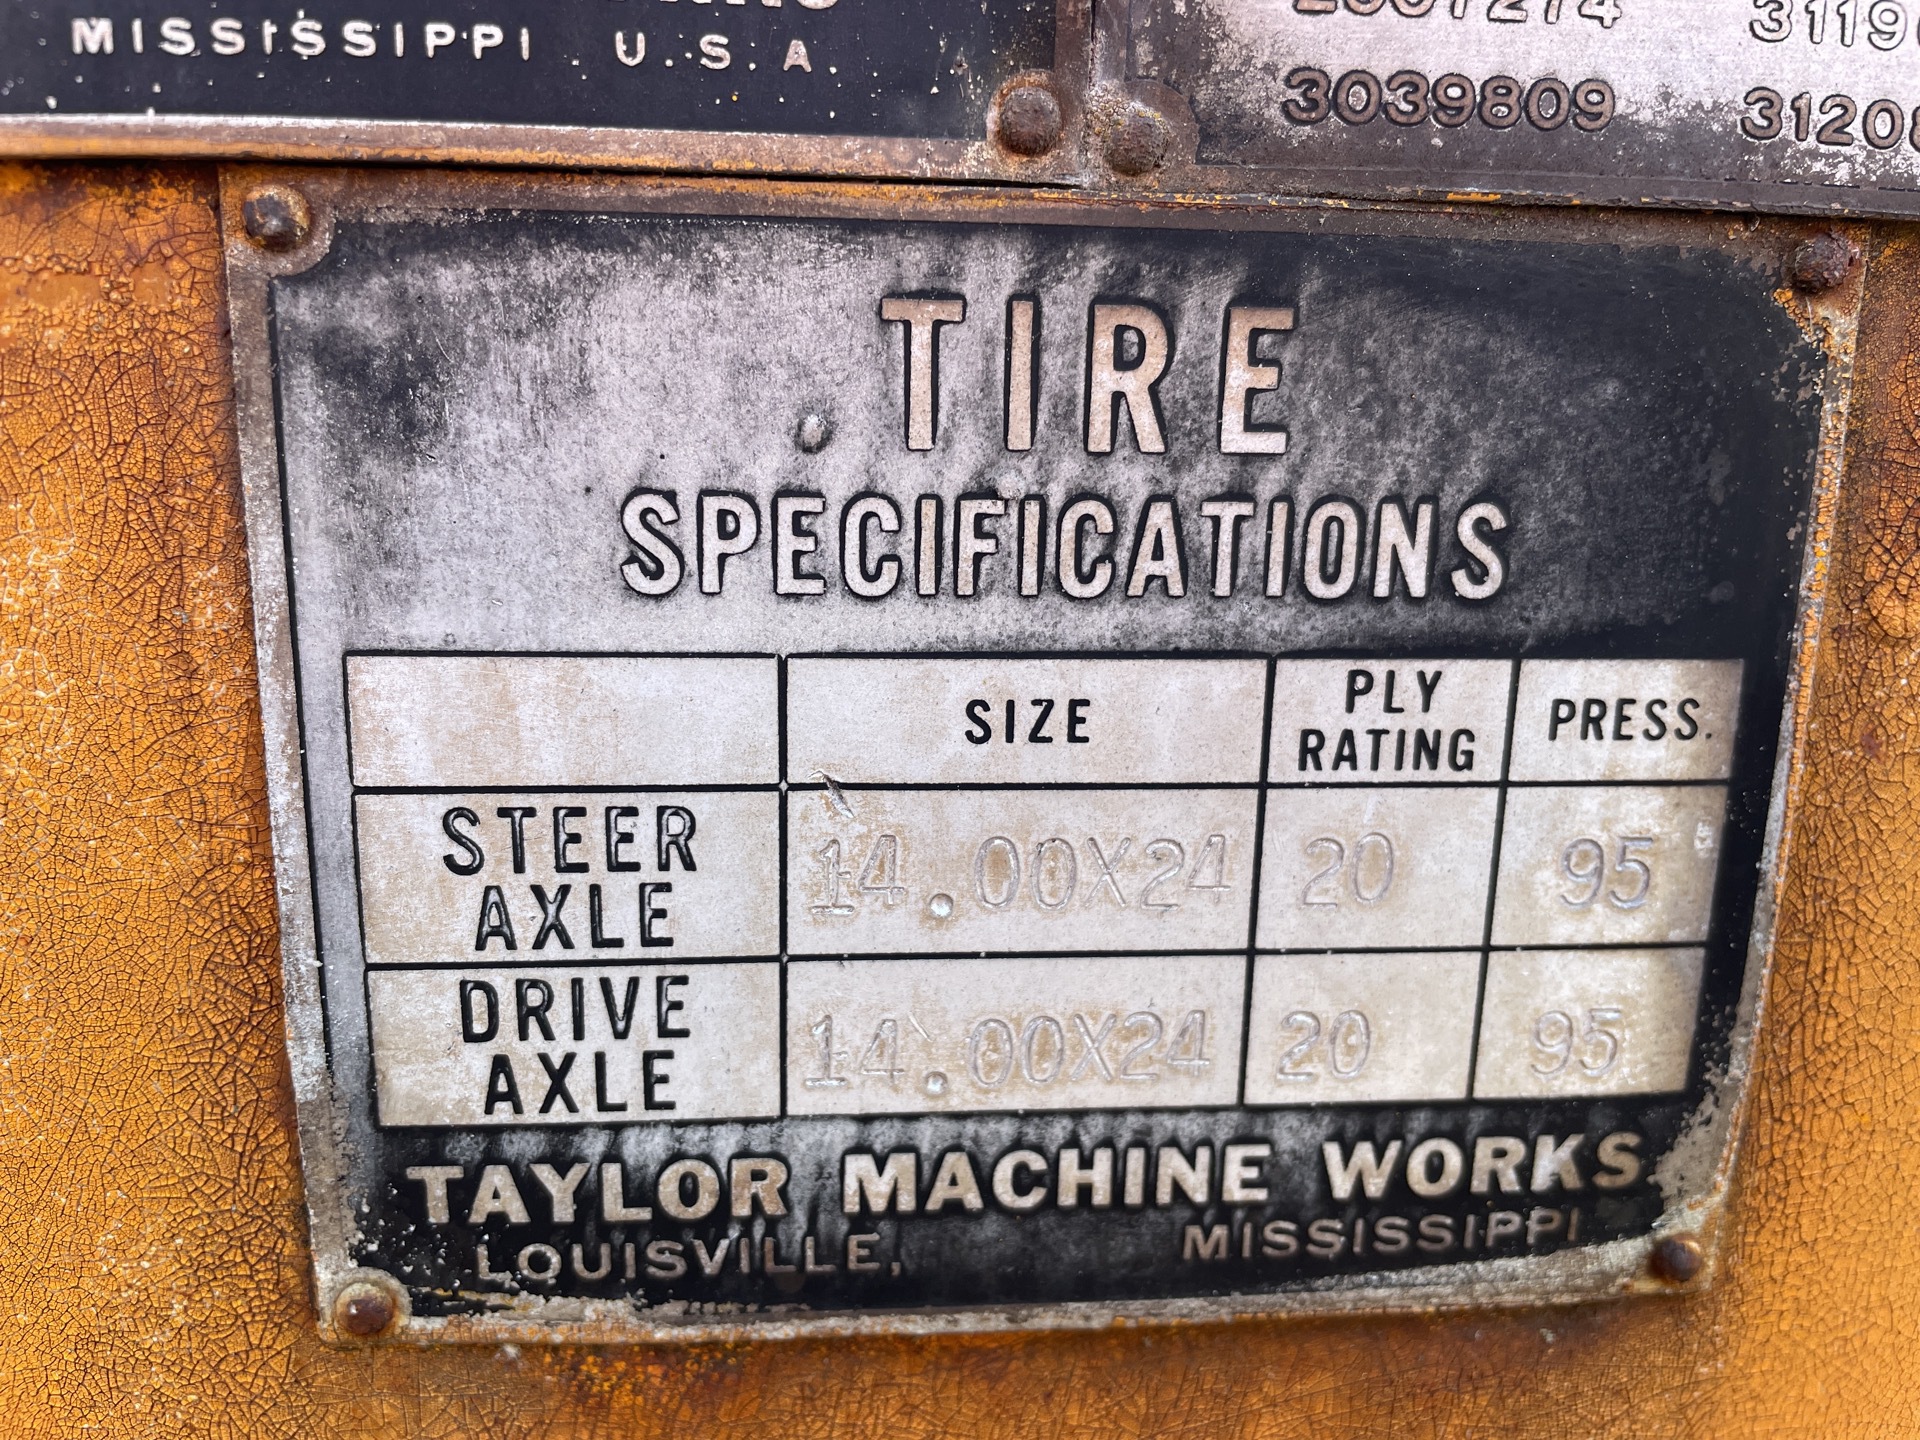 MISSISSIPPI U.S.A.
3039809
TIRE
SPECIFICATIONS
SIZE PLY RATING PRESS.
STEER AXLE 14.00X24 20 95
DRIVE AXLE 14.00X24 20 95
TAYLOR MACHINE WORKS
LOUISVILLE, MISSISSIPPI